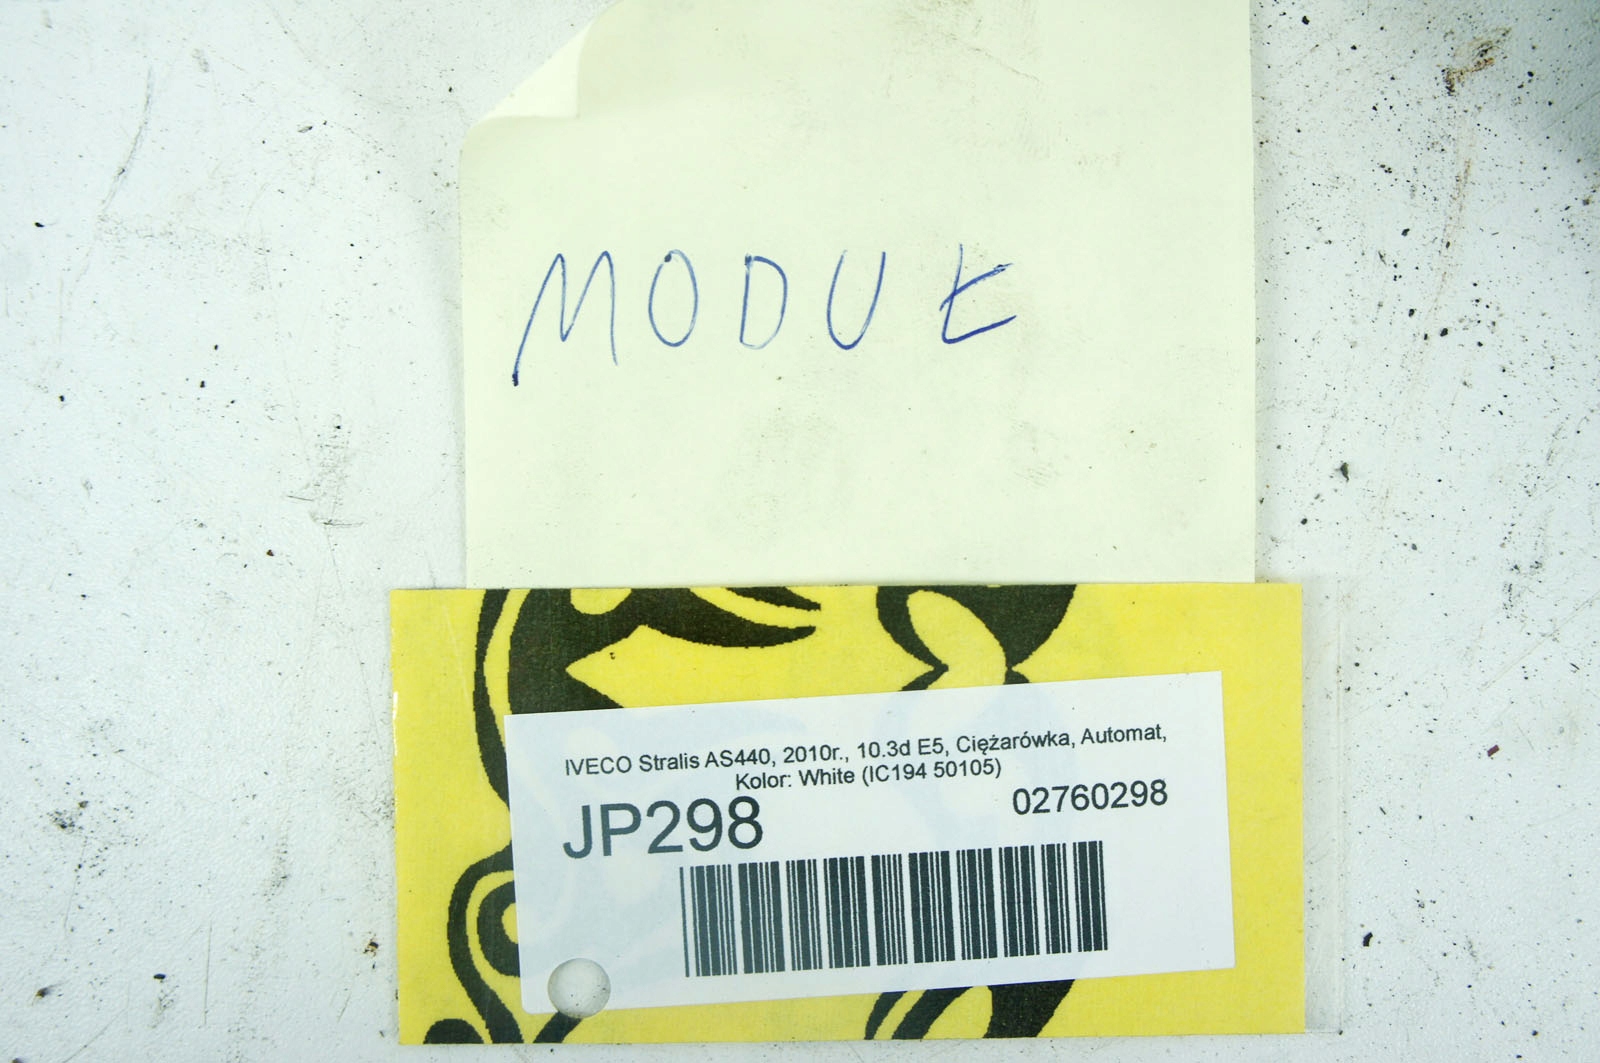 MODUŁ
IVECO Stralis AS440, 2010r., 10.3d E5, Ciężarówka, Automat,
Kolor: White (IC194 50105)
JP298
02760298